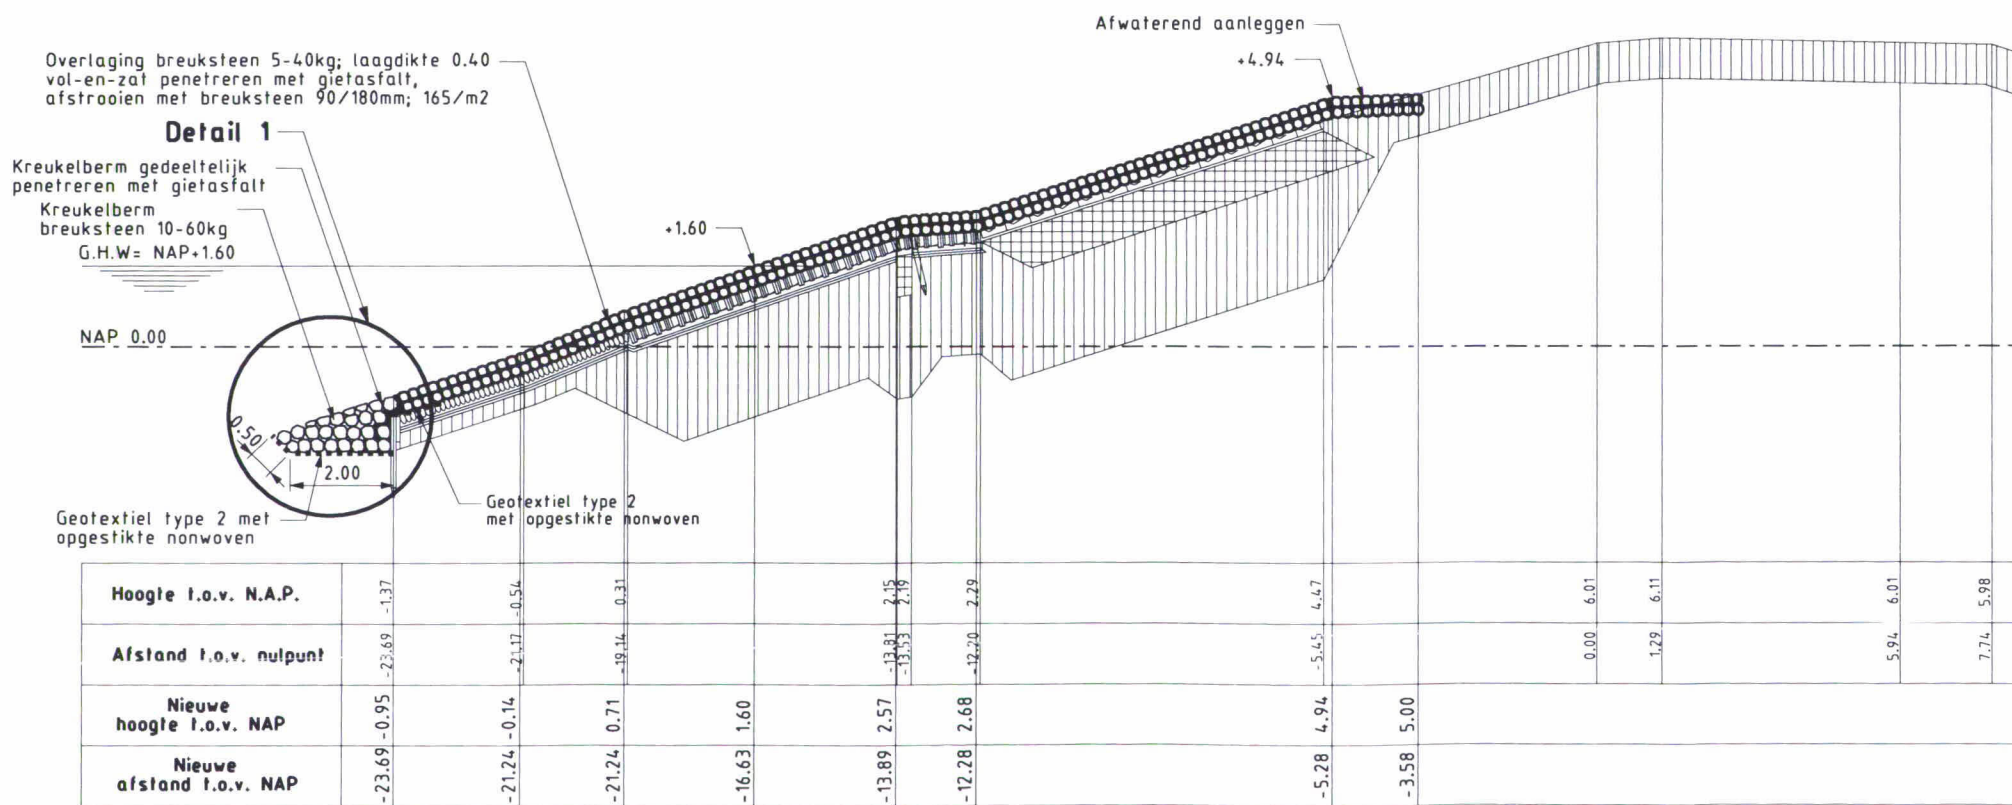 Afwaterend aanleggen
Overlaging breuksteen 5-40kg; laagdikte 0.40
vol-en-zat penetreren met gietasfalt,
afstrooien met breuksteen 90/180mm; 165/m2
+4.94
Detail 1
Kreukelberm gedeeltelijk
penetreren met gietasfalt
Kreukelberm
breuksteen 10-60kg
G.H.W= NAP+1.60
+1.60
NAP 0.00
0.50
2.00
Geotextiel type 2
met opgestikte nonwoven
Geotextiel type 2 met
opgestikte nonwoven
Hoogte t.o.v. N.A.P. -1.37 -0.54 0.31 2.15 2.19 2.29 4.47 6.01 6.11 6.01 5.98
Afstand t.o.v. nulpunt -23.69 -21.17 -19.14 -13.81 -13.53 -12.20 -5.45 0.00 1.29 5.94 7.74
Nieuwe
hoogte t.o.v. NAP -0.95 -0.14 0.71 1.60 2.57 2.68 4.94 5.00
Nieuwe
afstand t.o.v. NAP -23.69 -21.24 -21.24 -16.63 -13.89 -12.28 -5.28 -3.58